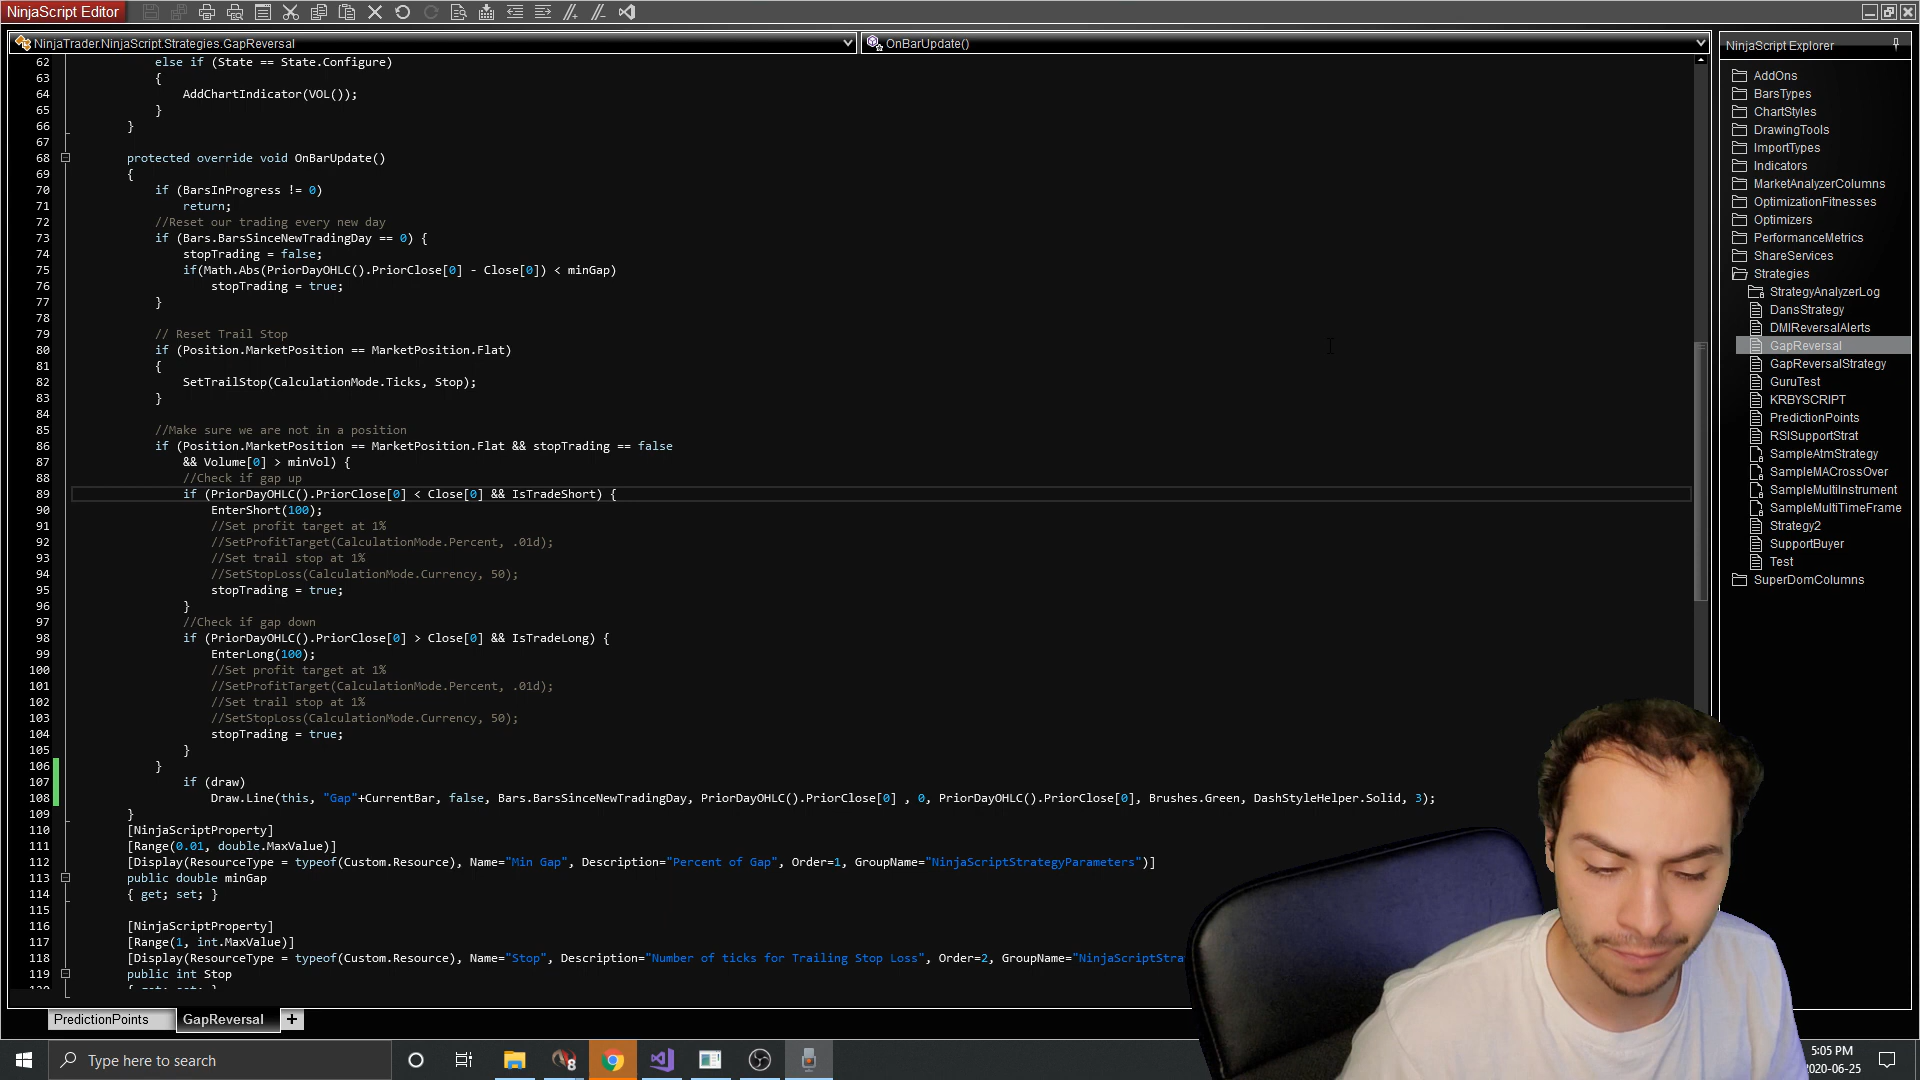 NinjaScript Editor
NinjaTrader.NinjaScript.Strategies.GapReversal
OnBarUpdate()
62 else if (State == State.Configure)
63 {
64 AddChartIndicator(VOL());
65 }
66 }
67
68 protected override void OnBarUpdate()
69 {
70 if (BarsInProgress != 0)
71 return;
72 //Reset our trading every new day
73 if (Bars.BarsSinceNewTradingDay == 0) {
74 stopTrading = false;
75 if(Math.Abs(PriorDayOHLC().PriorClose[0] - Close[0]) < minGap)
76 stopTrading = true;
77 }
78
79 // Reset Trail Stop
80 if (Position.MarketPosition == MarketPosition.Flat)
81 {
82 SetTrailStop(CalculationMode.Ticks, Stop);
83 }
84
85 //Make sure we are not in a position
86 if (Position.MarketPosition == MarketPosition.Flat && stopTrading == false
87 && Volume[0] > minVol) {
88 //Check if gap up
89 if (PriorDayOHLC().PriorClose[0] < Close[0] && IsTradeShort) {
90 EnterShort(100);
91 //Set profit target at 1%
92 //SetProfitTarget(CalculationMode.Percent, .01d);
93 //Set trail stop at 1%
94 //SetStopLoss(CalculationMode.Currency, 50);
95 stopTrading = true;
96 }
97 //Check if gap down
98 if (PriorDayOHLC().PriorClose[0] > Close[0] && IsTradeLong) {
99 EnterLong(100);
100 //Set profit target at 1%
101 //SetProfitTarget(CalculationMode.Percent, .01d);
102 //Set trail stop at 1%
103 //SetStopLoss(CalculationMode.Currency, 50);
104 stopTrading = true;
105 }
106 }
107 if (draw)
108 Draw.Line(this, "Gap"+CurrentBar, false, Bars.BarsSinceNewTradingDay, PriorDayOHLC().PriorClose[0] , 0, PriorDayOHLC().PriorClose[0], Brushes.Green, DashStyleHelper.Solid, 3);
109 }
110 [NinjaScriptProperty]
111 [Range(0.01, double.MaxValue)]
112 [Display(ResourceType = typeof(Custom.Resource), Name="Min Gap", Description="Percent of Gap", Order=1, GroupName="NinjaScriptStrategyParameters")]
113 public double minGap
114 { get; set; }
115
116 [NinjaScriptProperty]
117 [Range(1, int.MaxValue)]
118 [Display(ResourceType = typeof(Custom.Resource), Name="Stop", Description="Number of ticks for Trailing Stop Loss", Order=2, GroupName="NinjaScriptStra
119 public int Stop
{ get; set; }
PredictionPoints
GapReversal
+
NinjaScript Explorer
AddOns
BarsTypes
ChartStyles
DrawingTools
ImportTypes
Indicators
MarketAnalyzerColumns
OptimizationFitnesses
Optimizers
PerformanceMetrics
ShareServices
Strategies
StrategyAnalyzerLog
DansStrategy
DMIReversalAlerts
GapReversal
GapReversalStrategy
GuruTest
KRBYSCRIPT
PredictionPoints
RSISupportStrat
SampleAtmStrategy
SampleMACrossOver
SampleMultiInstrument
SampleMultiTimeFrame
Strategy2
SupportBuyer
Test
SuperDomColumns
Type here to search
8
5:05 PM
2020-06-25